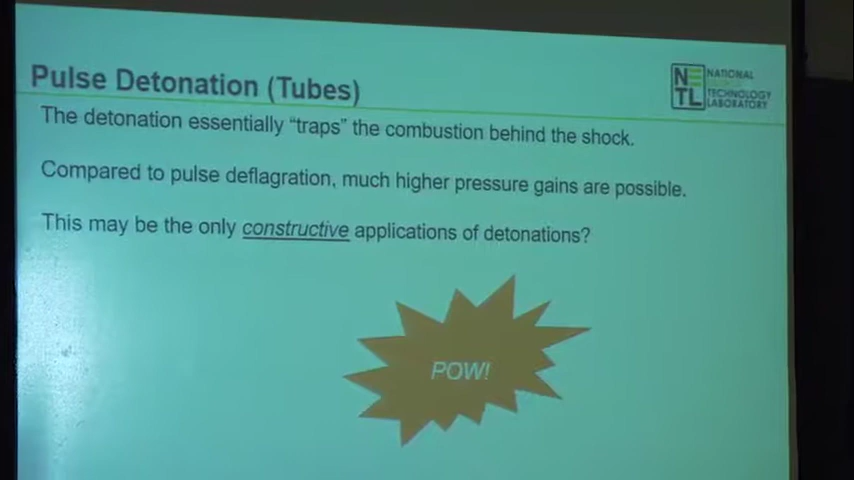 Pulse Detonation (Tubes)
NETL
NATIONAL
TECHNOLOGY
LABORATORY
The detonation essentially “traps” the combustion behind the shock.
Compared to pulse deflagration, much higher pressure gains are possible.
This may be the only constructive applications of detonations?
POW!